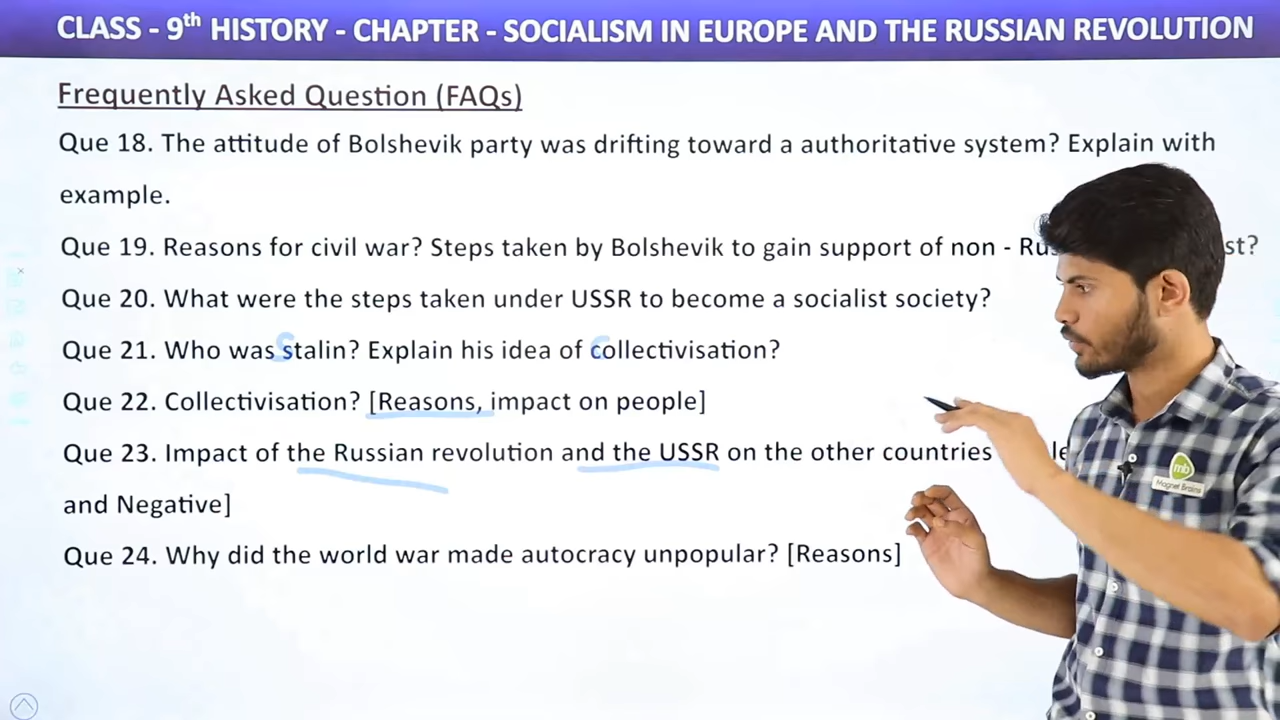 CLASS - 9th HISTORY - CHAPTER - SOCIALISM IN EUROPE AND THE RUSSIAN REVOLUTION
Frequently Asked Question (FAQs)
Que 18. The attitude of Bolshevik party was drifting toward a authoritative system? Explain with
example.
Que 19. Reasons for civil war? Steps taken by Bolshevik to gain support of non -
Que 20. What were the steps taken under USSR to become a socialist society?
Que 21. Who was Stalin? Explain his idea of collectivisation?
Que 22. Collectivisation? [Reasons, impact on people]
Que 23. Impact of the Russian revolution and the USSR on the other countries
and Negative]
Que 24. Why did the world war made autocracy unpopular? [Reasons]
mb
Magnet Brains